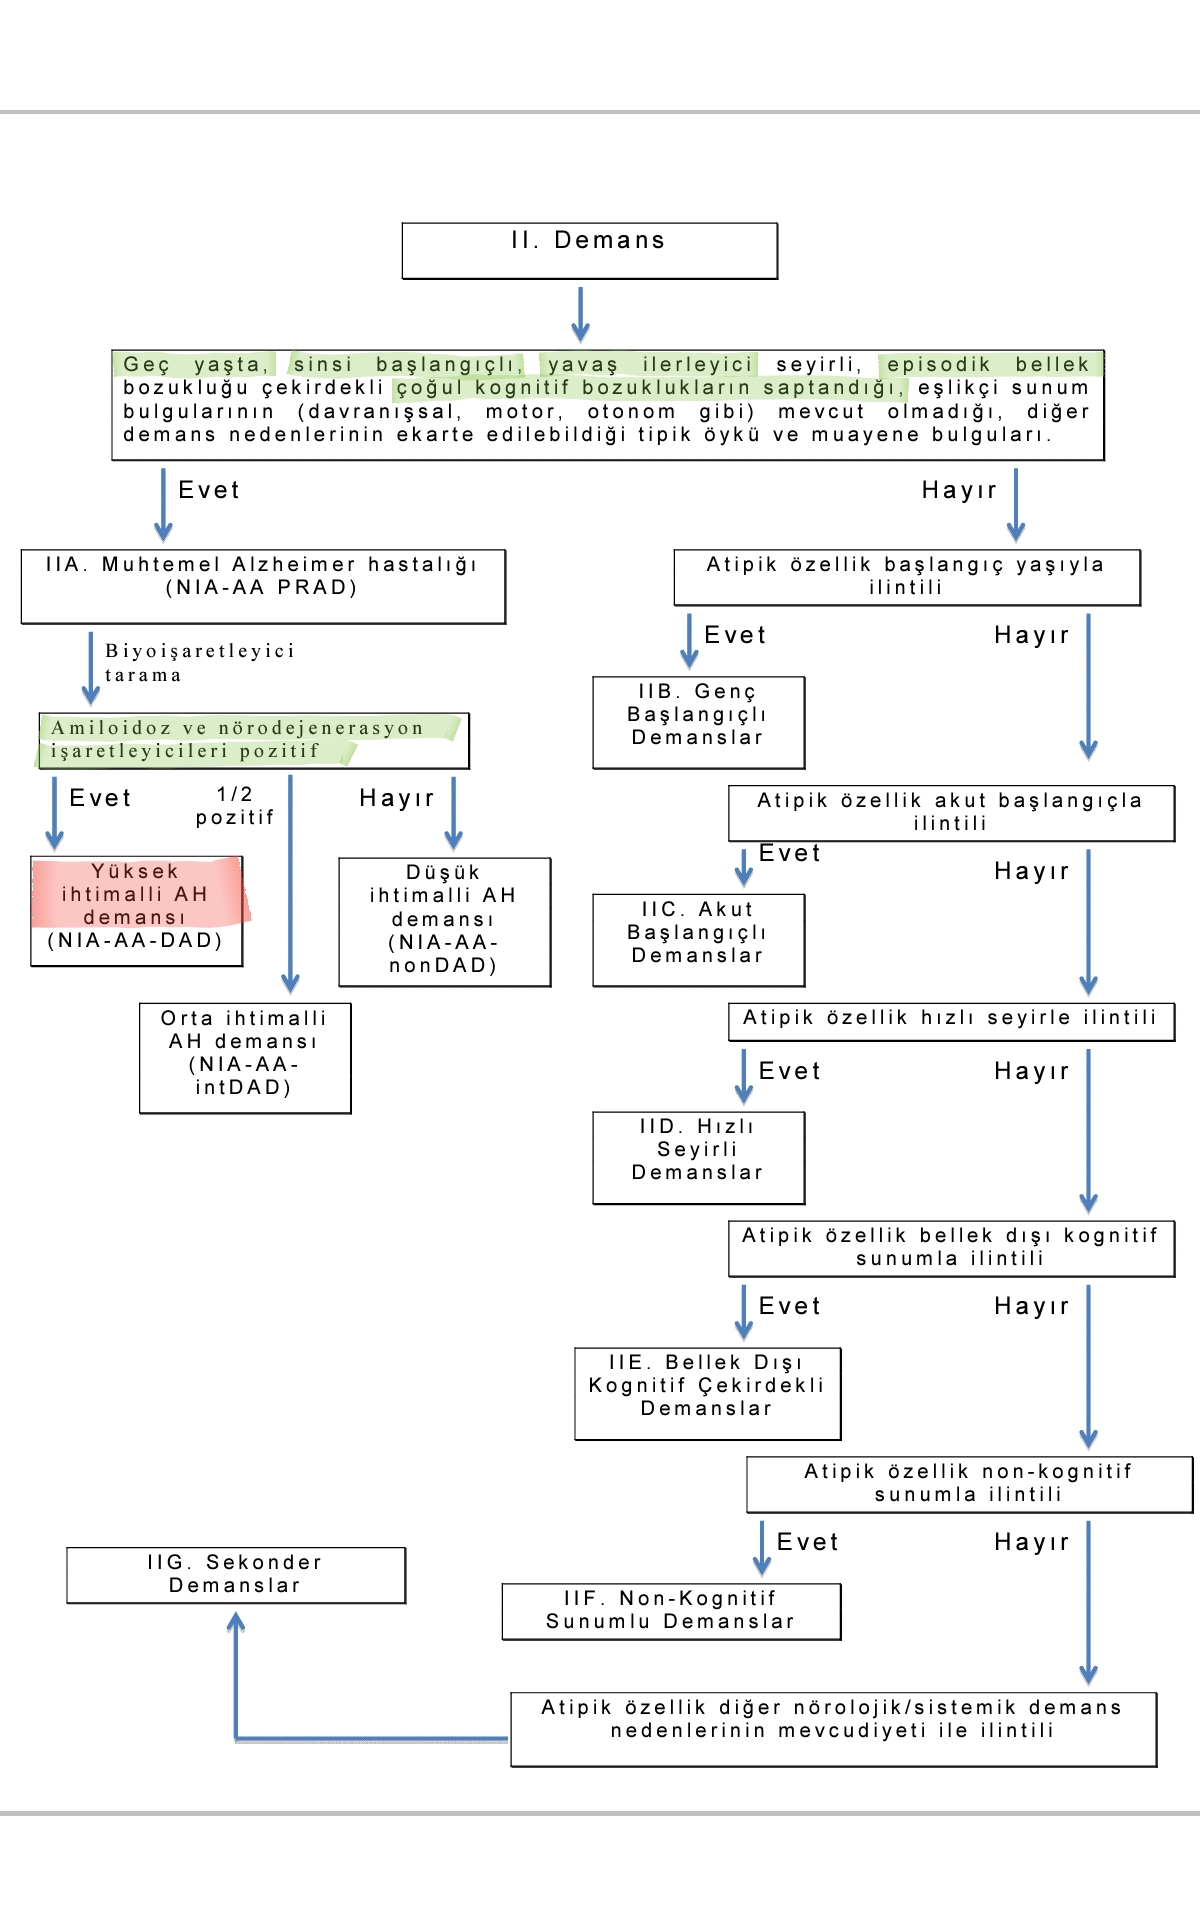 II. Demans
Geç yaşta, sinsi başlangıçlı, yavaş ilerleyici seyirli, episodik bellek
bozukluğu çekirdekli çoğul kognitif bozuklukların saptandığı, eşlikçi sunum
bulgularının (davranışsal, motor, otonom gibi) mevcut olmadığı, diğer
demans nedenlerinin ekarte edilebildiği tipik öykü ve muayene bulguları.
Evet
Hayır
IIA. Muhtemel Alzheimer hastalığı
(NIA-AA PRAD)
Atipik özellik başlangıç yaşıyla
ilintili
Biyoişaretleyici
tarama
Evet
Hayır
IIB. Genç
Başlangıçlı
Demanslar
Amiloidoz ve nörodejenerasyon
işaretleyicileri pozitif
Evet
1/2
pozitif
Hayır
Atipik özellik akut başlangıçla
ilintili
Evet
Hayır
Yüksek
ihtimalli AH
demansı
(NIA-AA-DAD)
Düşük
ihtimalli AH
demansı
(NIA-AA-
nonDAD)
IIC. Akut
Başlangıçlı
Demanslar
Orta ihtimalli
AH demansı
(NIA-AA-
intDAD)
Atipik özellik hızlı seyirle ilintili
Evet
Hayır
IID. Hızlı
Seyirli
Demanslar
Atipik özellik bellek dışı kognitif
sunumla ilintili
Evet
Hayır
IIE. Bellek Dışı
Kognitif Çekirdekli
Demanslar
Atipik özellik non-kognitif
sunumla ilintili
Evet
Hayır
IIG. Sekonder
Demanslar
IIF. Non-Kognitif
Sunumlu Demanslar
Atipik özellik diğer nörolojik/sistemik demans
nedenlerinin mevcudiyeti ile ilintili